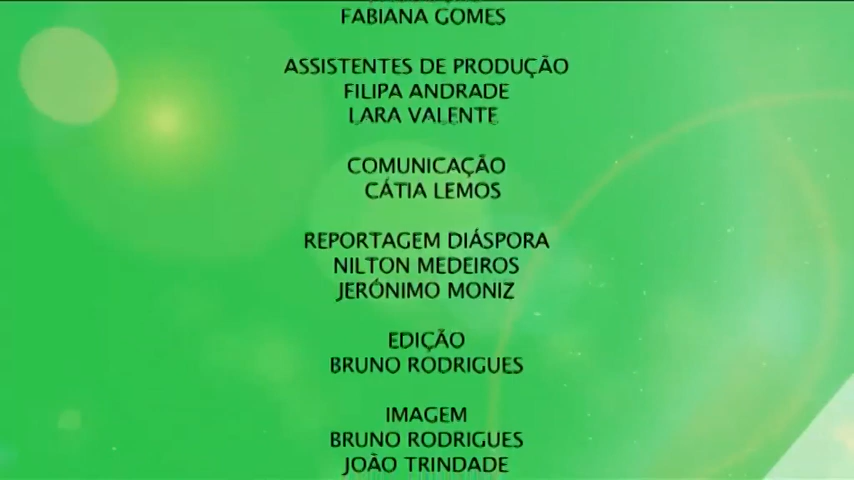 FABIANA GOMES
ASSISTENTES DE PRODUÇÃO
FILIPA ANDRADE
LARA VALENTE
COMUNICAÇÃO
CÁTIA LEMOS
REPORTAGEM DIÁSPORA
NILTON MEDEIROS
JERÓNIMO MONIZ
EDIÇÃO
BRUNO RODRIGUES
IMAGEM
BRUNO RODRIGUES
JOÃO TRINDADE